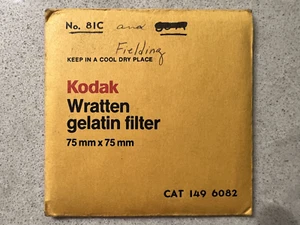 No. 81C and
Fielding
KEEP IN A COOL DRY PLACE
Kodak
Wratten
gelatin filter
75 mm x 75 mm
CAT 149 6082